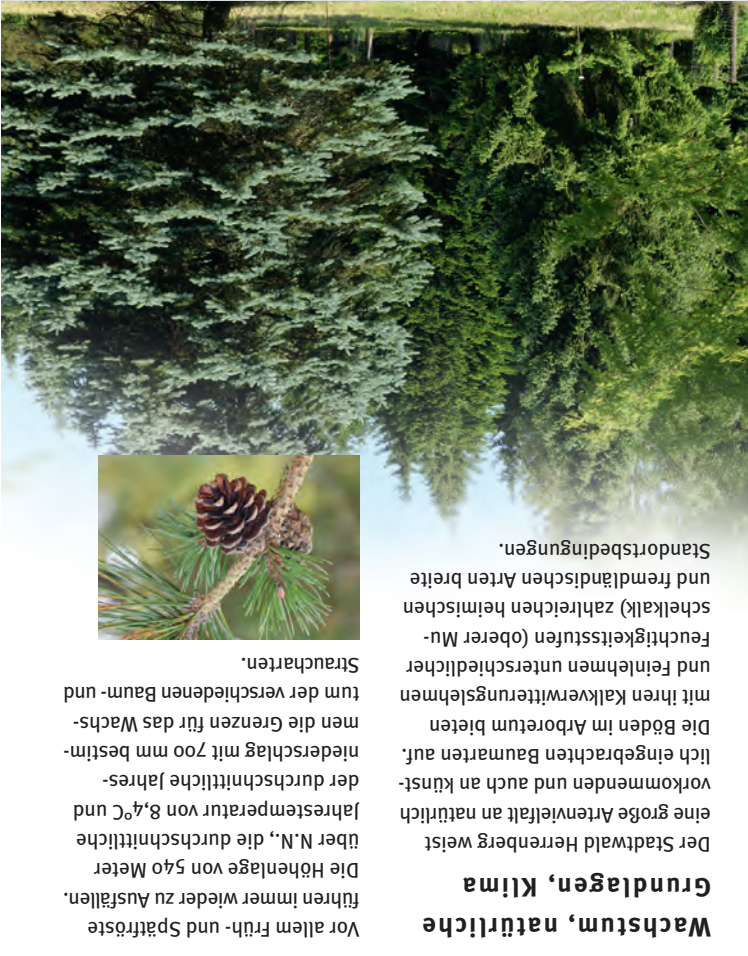 Wachstum, natürliche
Grundlagen, Klima
Der Stadtwald Herrenberg weist
eine große Artenvielfalt an natürlich
vorkommenden und auch an künst-
lich eingebrachten Baumarten auf.
Die Böden im Arboretum bieten
mit ihren Kalkverwitterungslehmen
und Feinlehmen unterschiedlicher
Feuchtigkeitsstufen (oberer Mu-
schelkalk) zahlreichen heimischen
und fremdländischen Arten breite
Standortsbedingungen.
Vor allem Früh- und Spätfröste
führen immer wieder zu Ausfällen.
Die Höhenlage von 540 Meter
über N.N., die durchschnittliche
Jahrestemperatur von 8,4°C und
der durchschnittliche Jahres-
niederschlag mit 700 mm bestim-
men die Grenzen für das Wachs-
tum der verschiedenen Baum- und
Straucharten.